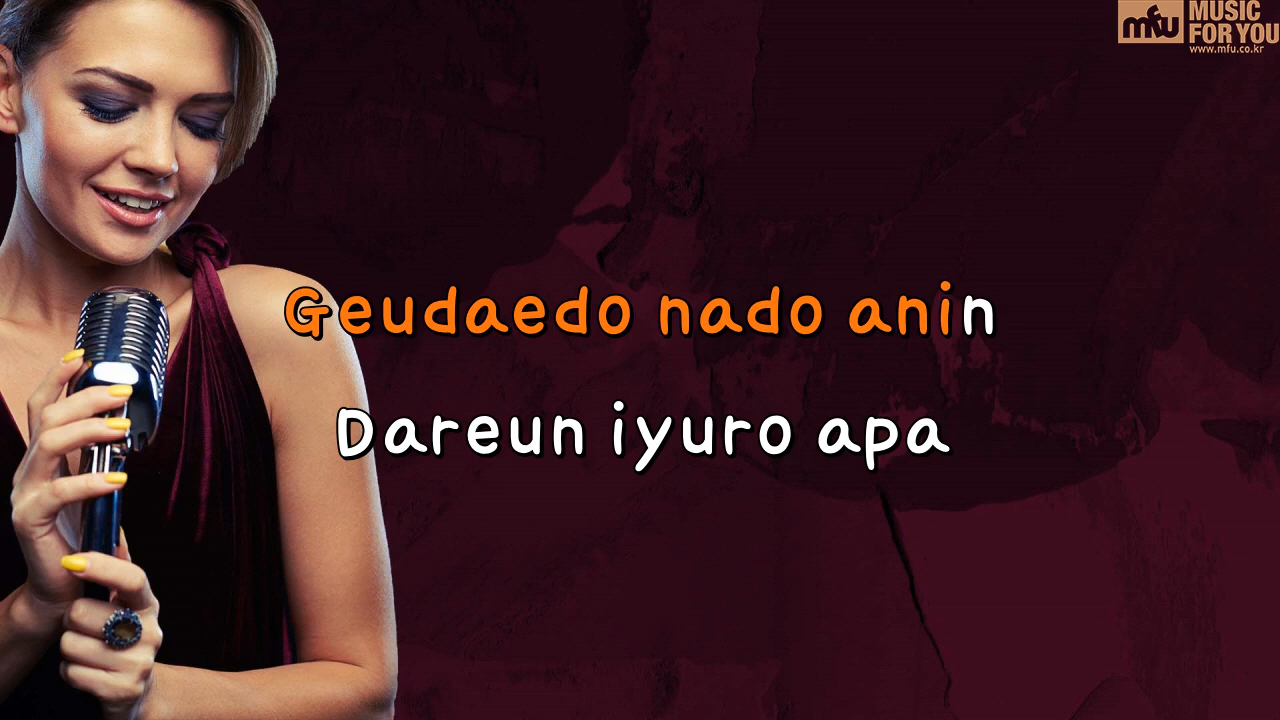 mfu MUSIC
FOR YOU
www.mfu.co.kr
Geudaedo nado anin
Dareun iyuro apa